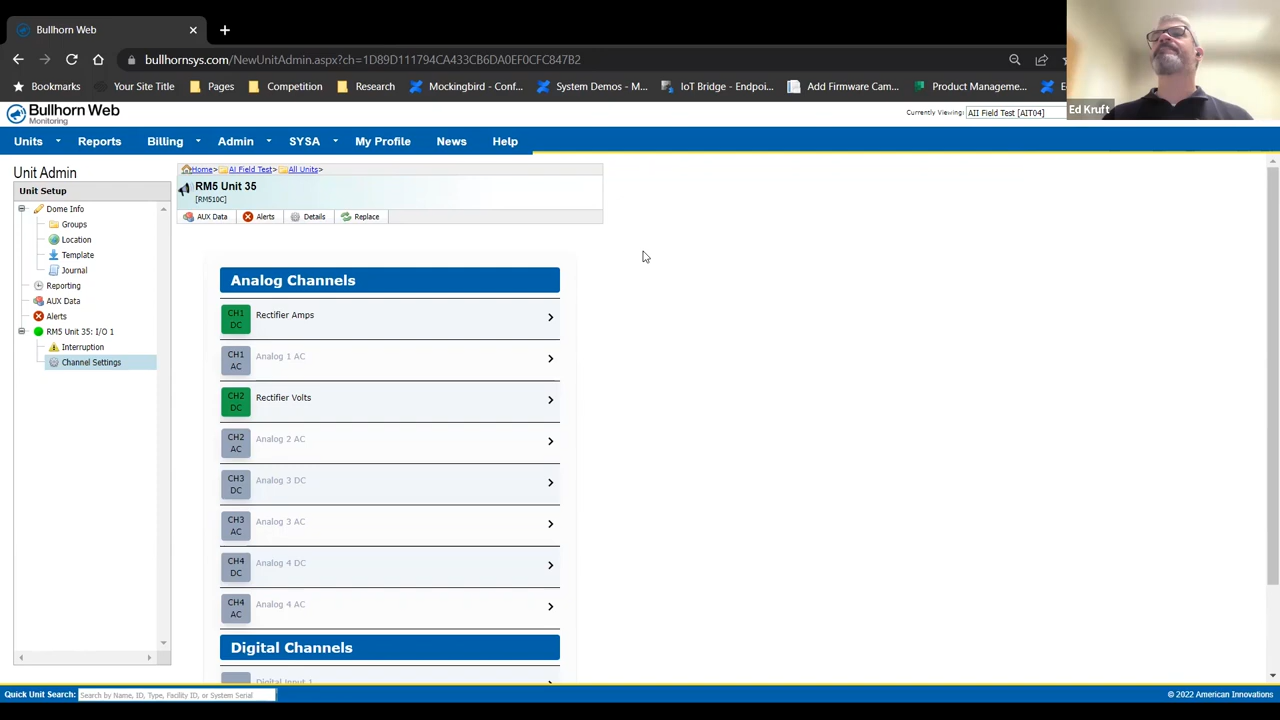 Bullhorn Web
bullhornsys.com/NewUnitAdmin.aspx?ch=1D89D111794CA433CB6DA0EF0CFC847B2
Bookmarks
Your Site Title
Pages
Competition
Research
Mockingbird - Conf...
System Demos - M...
IoT Bridge - Endpoi...
Add Firmware Cam...
Product Manageme...
Ed Kruft
Bullhorn Web
Monitoring
Currently Viewing: AII Field Test [AIT04]
Units
Reports
Billing
Admin
SYSA
My Profile
News
Help
Unit Admin
Unit Setup
Dome Info
Groups
Location
Template
Journal
Reporting
AUX Data
Alerts
RM5 Unit 35: I/O 1
Interruption
Channel Settings
Home> AI Field Test> All Units>
RM5 Unit 35
[RM510C]
AUX Data
Alerts
Details
Replace
Analog Channels
CH1
DC
Rectifier Amps
CH1
AC
Analog 1 AC
CH2
DC
Rectifier Volts
CH2
AC
Analog 2 AC
CH3
DC
Analog 3 DC
CH3
AC
Analog 3 AC
CH4
DC
Analog 4 DC
CH4
AC
Analog 4 AC
Digital Channels
Digital Input 1
Quick Unit Search: Search by Name, ID, Type, Facility ID, or System Serial
© 2022 American Innovations